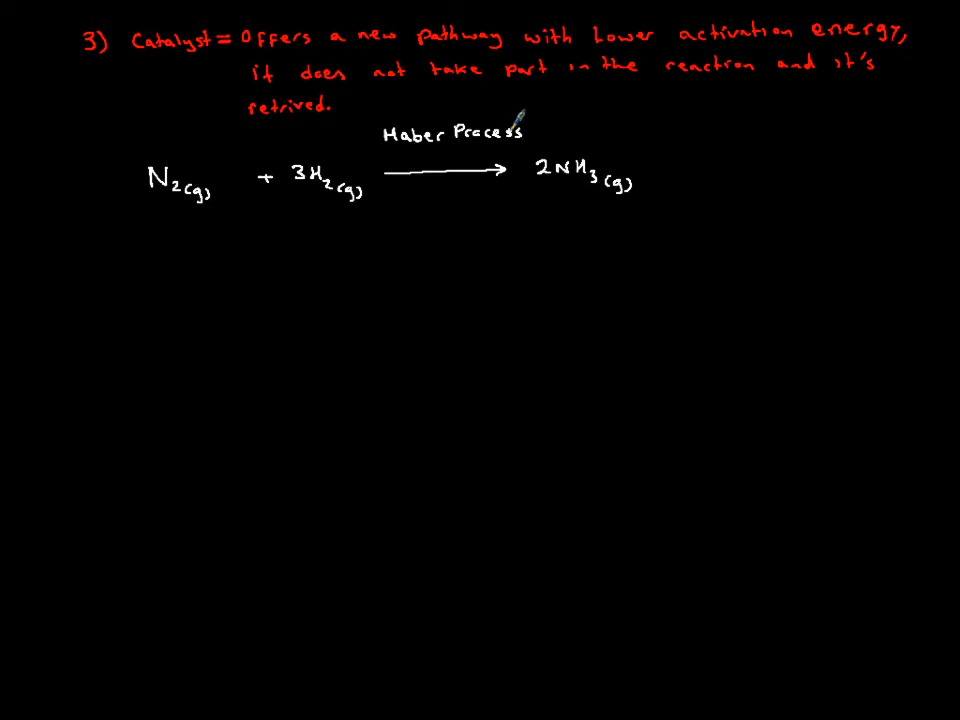 3) Catalyst = Offers a new pathway with Lower activation energy,
it does not take part in the reaction and it's
retrived.
Haber Process
N2(g) + 3H2(g) → 2NH3(g)